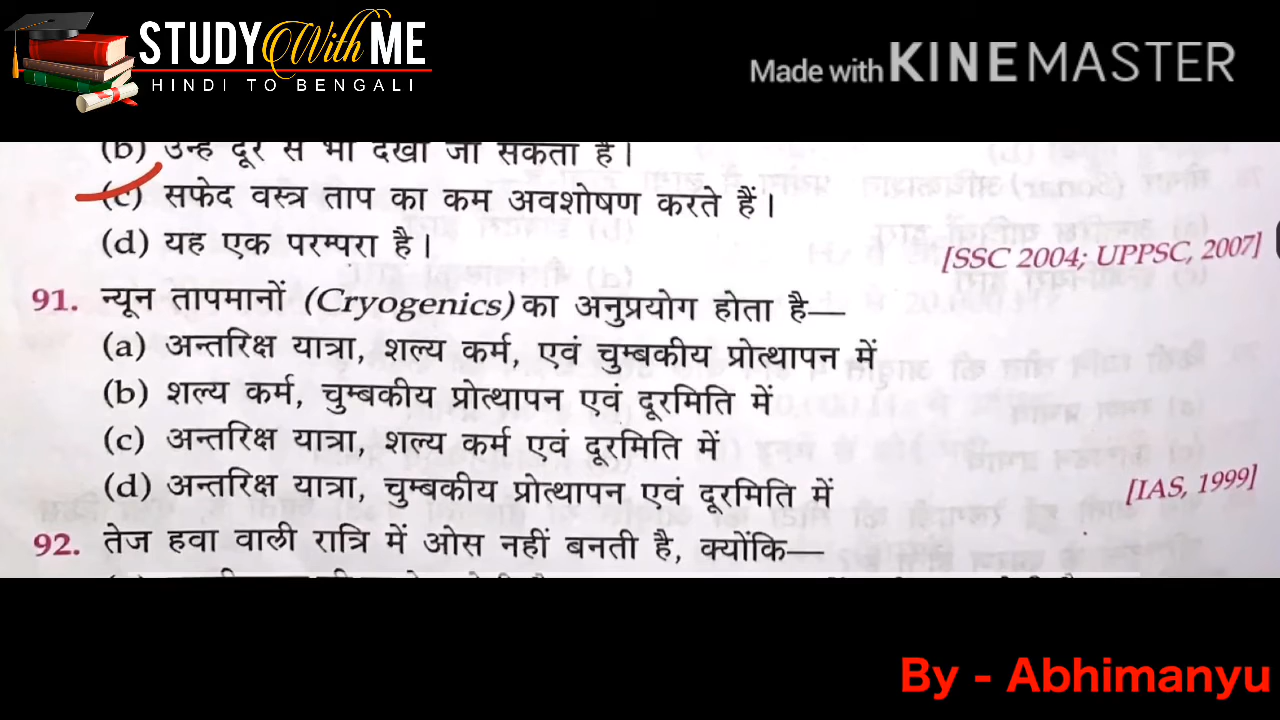 STUDY With ME
HINDI TO BENGALI
Made with KINEMASTER
(b) उन्हें दूर से भी देखा जा सकता है।
(c) सफेद वस्त्र ताप का कम अवशोषण करते हैं।
(d) यह एक परम्परा है।
[SSC 2004; UPPSC, 2007]
91. न्यून तापमानों (Cryogenics) का अनुप्रयोग होता है—
(a) अन्तरिक्ष यात्रा, शल्य कर्म, एवं चुम्बकीय प्रोत्थापन में
(b) शल्य कर्म, चुम्बकीय प्रोत्थापन एवं दूरमिति में
(c) अन्तरिक्ष यात्रा, शल्य कर्म एवं दूरमिति में
(d) अन्तरिक्ष यात्रा, चुम्बकीय प्रोत्थापन एवं दूरमिति में
[IAS, 1999]
92. तेज हवा वाली रात्रि में ओस नहीं बनती है, क्योंकि—
By - Abhimanyu